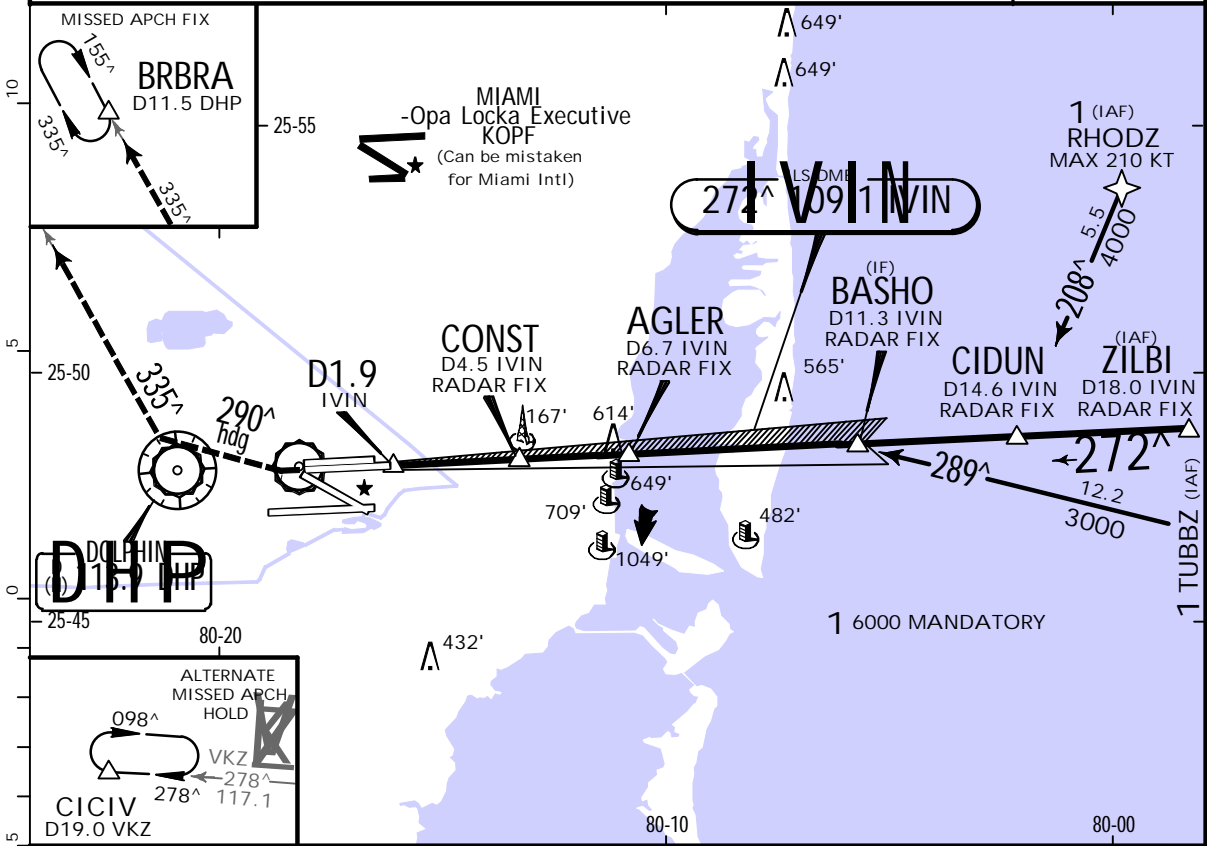 MISSED APCH FIX
155^
BRBRA
D11.5 DHP
335^
335^
10
25-55
MIAMI
-Opa Locka Executive
KOPF
(Can be mistaken
for Miami Intl)
649'
649'
1 (IAF)
RHODZ
MAX 210 KT
5.5
4000
208^
272^ 109.1 IVIN
IVIN
(IF)
BASHO
D11.3 IVIN
RADAR FIX
AGLER
D6.7 IVIN
RADAR FIX
CONST
D4.5 IVIN
RADAR FIX
D1.9
IVIN
CIDUN
D14.6 IVIN
RADAR FIX
(IAF)
ZILBI
D18.0 IVIN
RADAR FIX
5
25-50
565'
335^
290^
hdg
167'
614'
272^
289^
12.2
3000
1 TUBBZ (IAF)
649'
709'
482'
1049'
DOLPHIN
DHP
0
25-45
80-20
1 6000 MANDATORY
432'
ALTERNATE
MISSED APCH
HOLD
098^
VKZ
278^
278^
117.1
CICIV
D19.0 VKZ
5
80-10
80-00